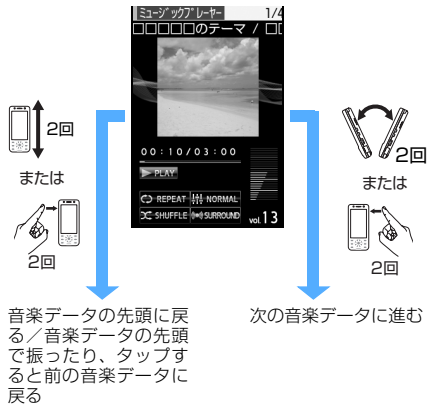 ミュージックプレーヤー 1/4
□□□□□のテーマ / □□
00:10/03:00
PLAY
REPEAT NORMAL
SHUFFLE SURROUND
vol.13
2回
または
2回
2回
または
2回
音楽データの先頭に戻
る／音楽データの先頭
で振ったり、タップす
ると前の音楽データに
戻る
次の音楽データに進む